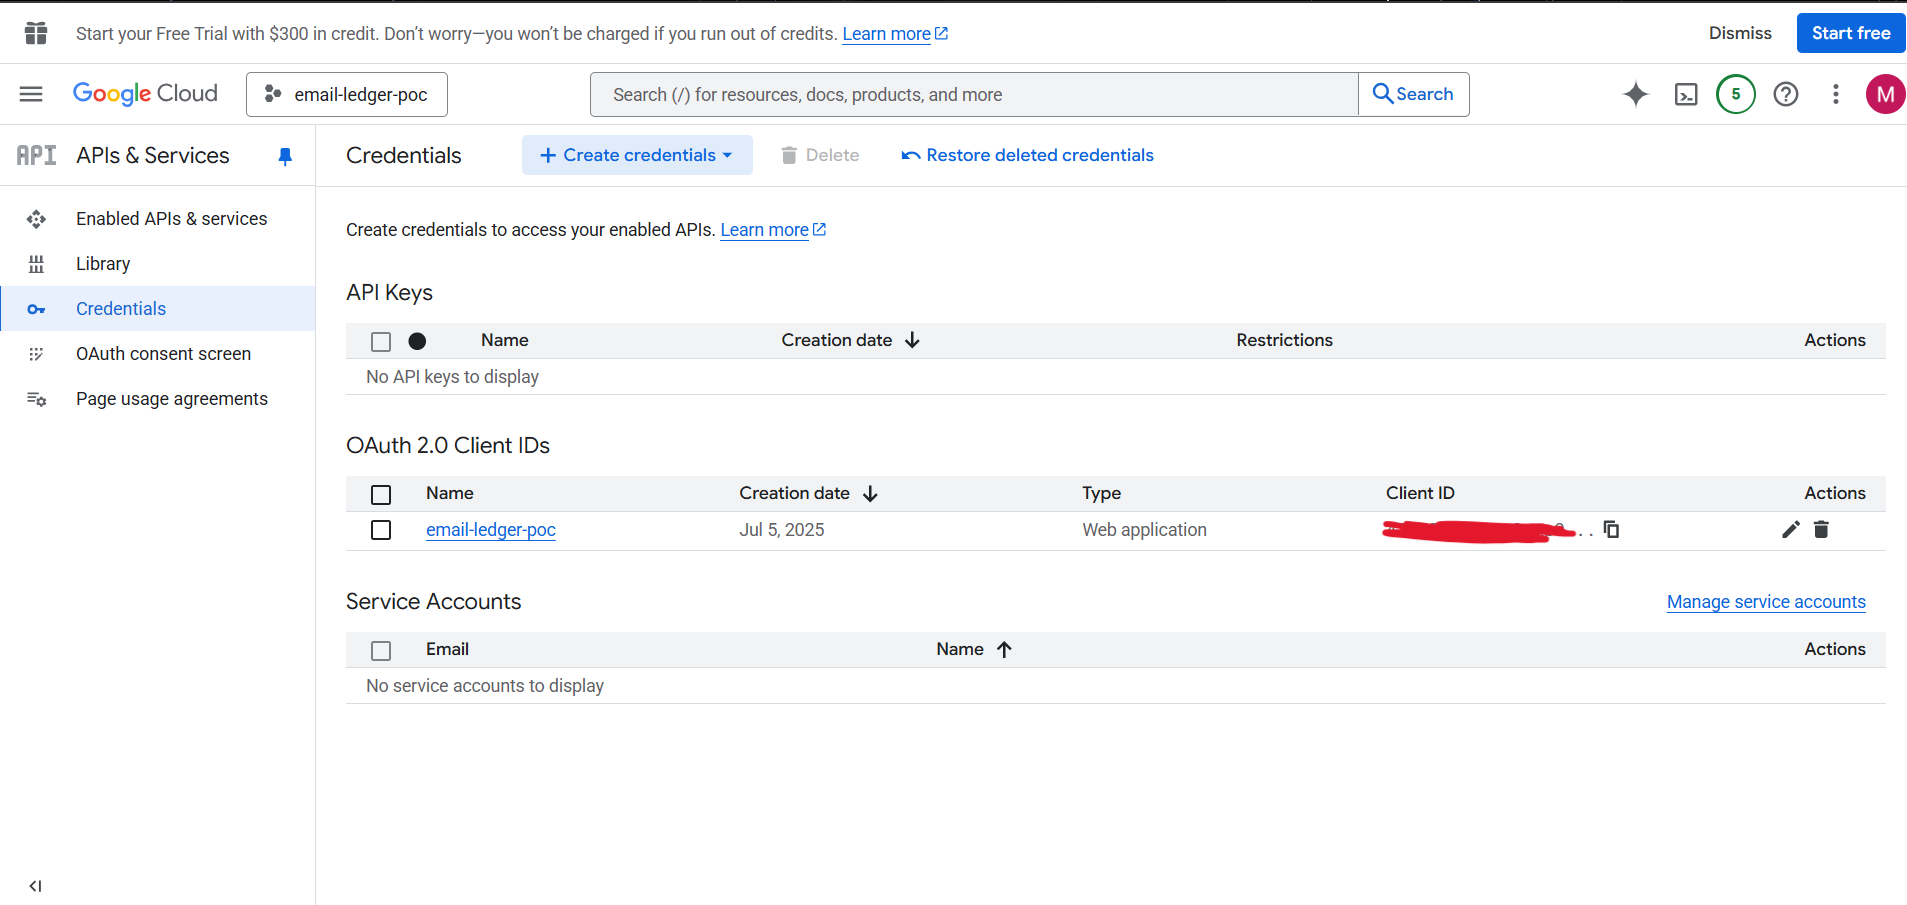 Start your Free Trial with $300 in credit. Don’t worry—you won’t be charged if you run out of credits. Learn more
Dismiss
Start free
Google Cloud
email-ledger-poc
Search (/) for resources, docs, products, and more
Search
5
M
API APIs & Services
Credentials
Create credentials
Delete
Restore deleted credentials
Enabled APIs & services
Library
Credentials
OAuth consent screen
Page usage agreements
Create credentials to access your enabled APIs. Learn more
API Keys
Name Creation date Restrictions Actions
No API keys to display
OAuth 2.0 Client IDs
Name Creation date Type Client ID Actions
email-ledger-poc Jul 5, 2025 Web application . .
Service Accounts
Manage service accounts
Email Name Actions
No service accounts to display